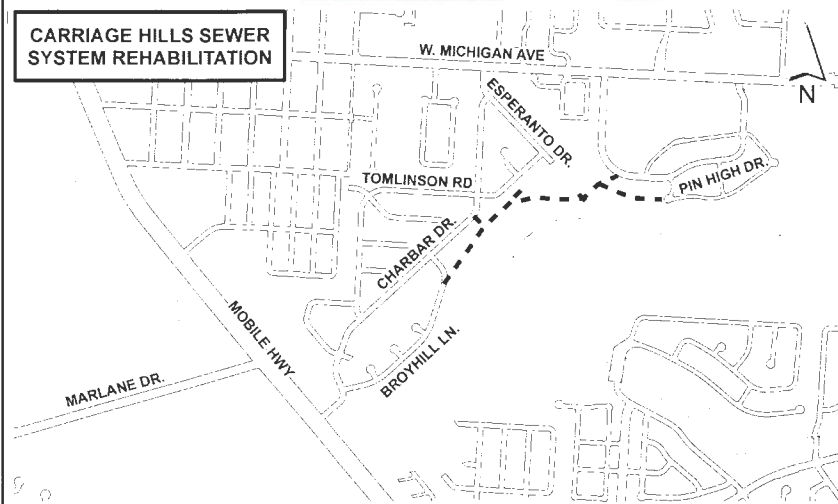 CARRIAGE HILLS SEWER
SYSTEM REHABILITATION
W. MICHIGAN AVE
N
ESPERANTO DR.
TOMLINSON RD
PIN HIGH DR.
CHARBAR DR.
MOBILE HWY
BROYHILL LN.
MARLANE DR.